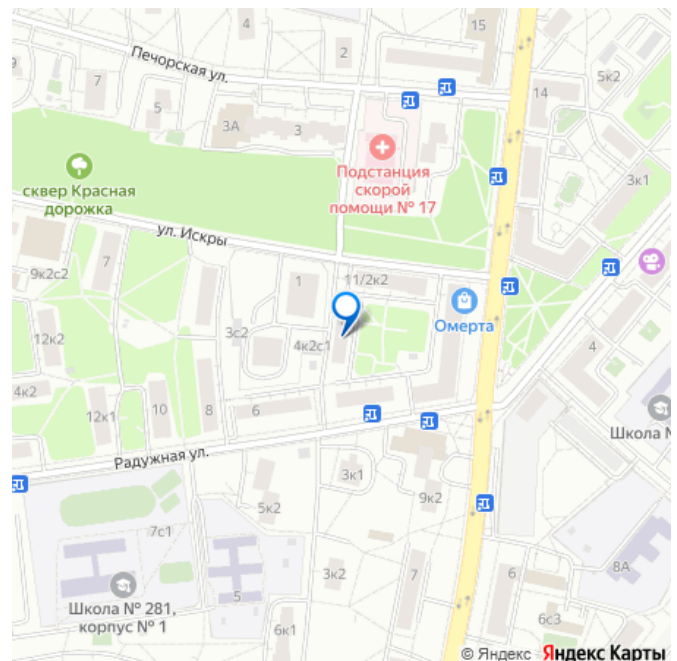 15
4
2
Печорская ул.
9
7
5
5к2
14
3А
3
Подстанция
скорой
помощи № 17
3к1
сквер Красная
дорожка
ул. Искры
9к2с2
7
1
11/2к2
Омерта
3с2
4к2с1
12к2
4
4к2
12к1
10
8
6
Школа №
Радужная ул.
3к1
9к2
5к2
7с1
3к2
7
6
8А
5
Школа № 281,
корпус № 1
6к1
6с3
© Яндекс Яндекс Карты